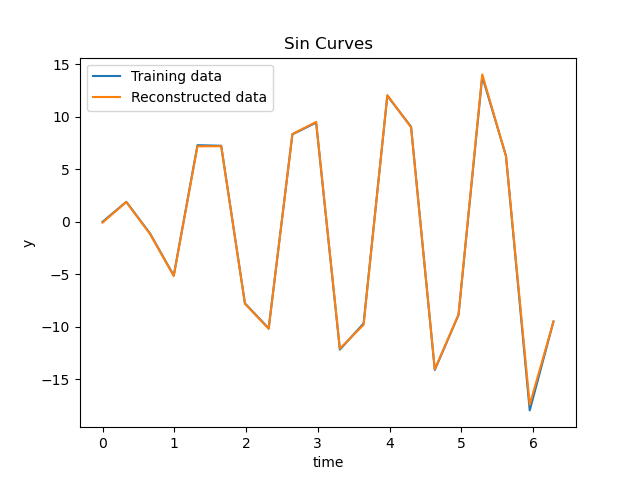 Sin Curves
Training data
Reconstructed data
15
10
5
0
−5
−10
−15
y
0 1 2 3 4 5 6
time